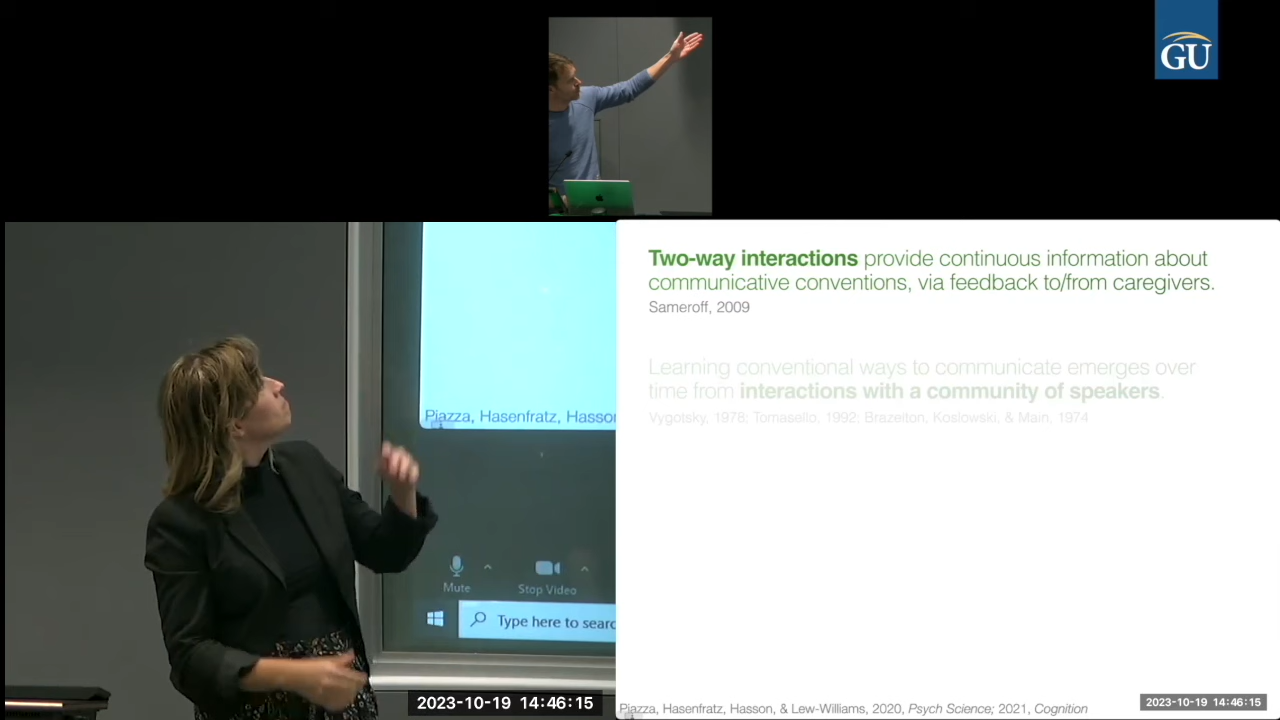 GU
Two-way interactions provide continuous information about
communicative conventions, via feedback to/from caregivers.
Sameroff, 2009
Learning conventional ways to communicate emerges over
time from interactions with a community of speakers.
Vygotsky, 1978; Tomasello, 1992; Brazelton, Koslowski, & Main, 1974
Piazza, Hasenfratz, Hasson
Mute
Stop Video
Type here to searc
2023-10-19 14:46:15
Piazza, Hasenfratz, Hasson, & Lew-Williams, 2020, Psych Science; 2021, Cognition
2023-10-19 14:46:15